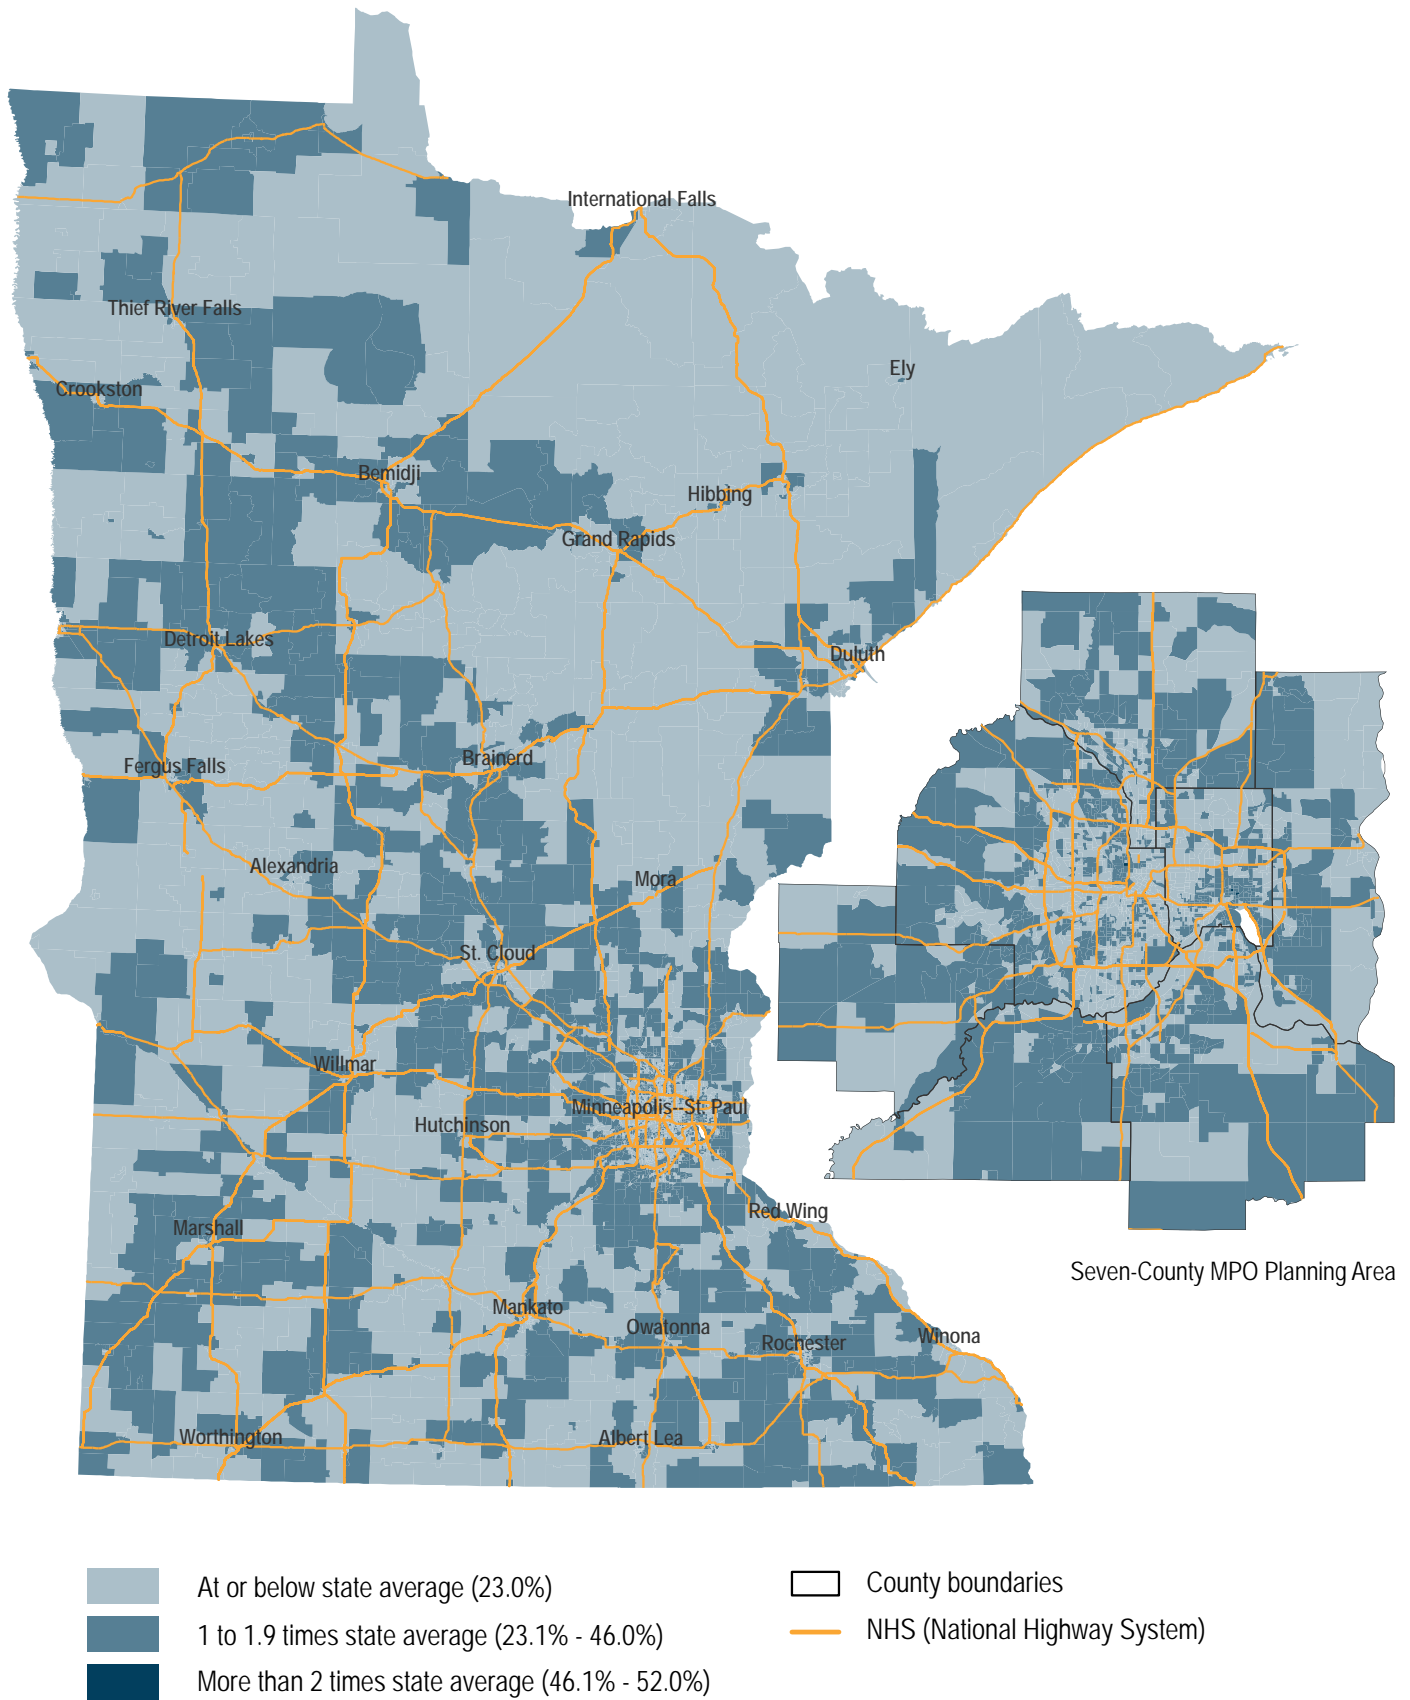 International Falls
Thief River Falls
Ely
Crookston
Bemidji
Hibbing
Grand Rapids
Detroit Lakes
Duluth
Brainerd
Fergus Falls
Alexandria
Mora
St. Cloud
Willmar
Minneapolis--St. Paul
Hutchinson
Red Wing
Marshall
Seven-County MPO Planning Area
Mankato
Owatonna
Rochester
Winona
Worthington
Albert Lea
At or below state average (23.0%)
1 to 1.9 times state average (23.1% - 46.0%)
More than 2 times state average (46.1% - 52.0%)
County boundaries
NHS (National Highway System)